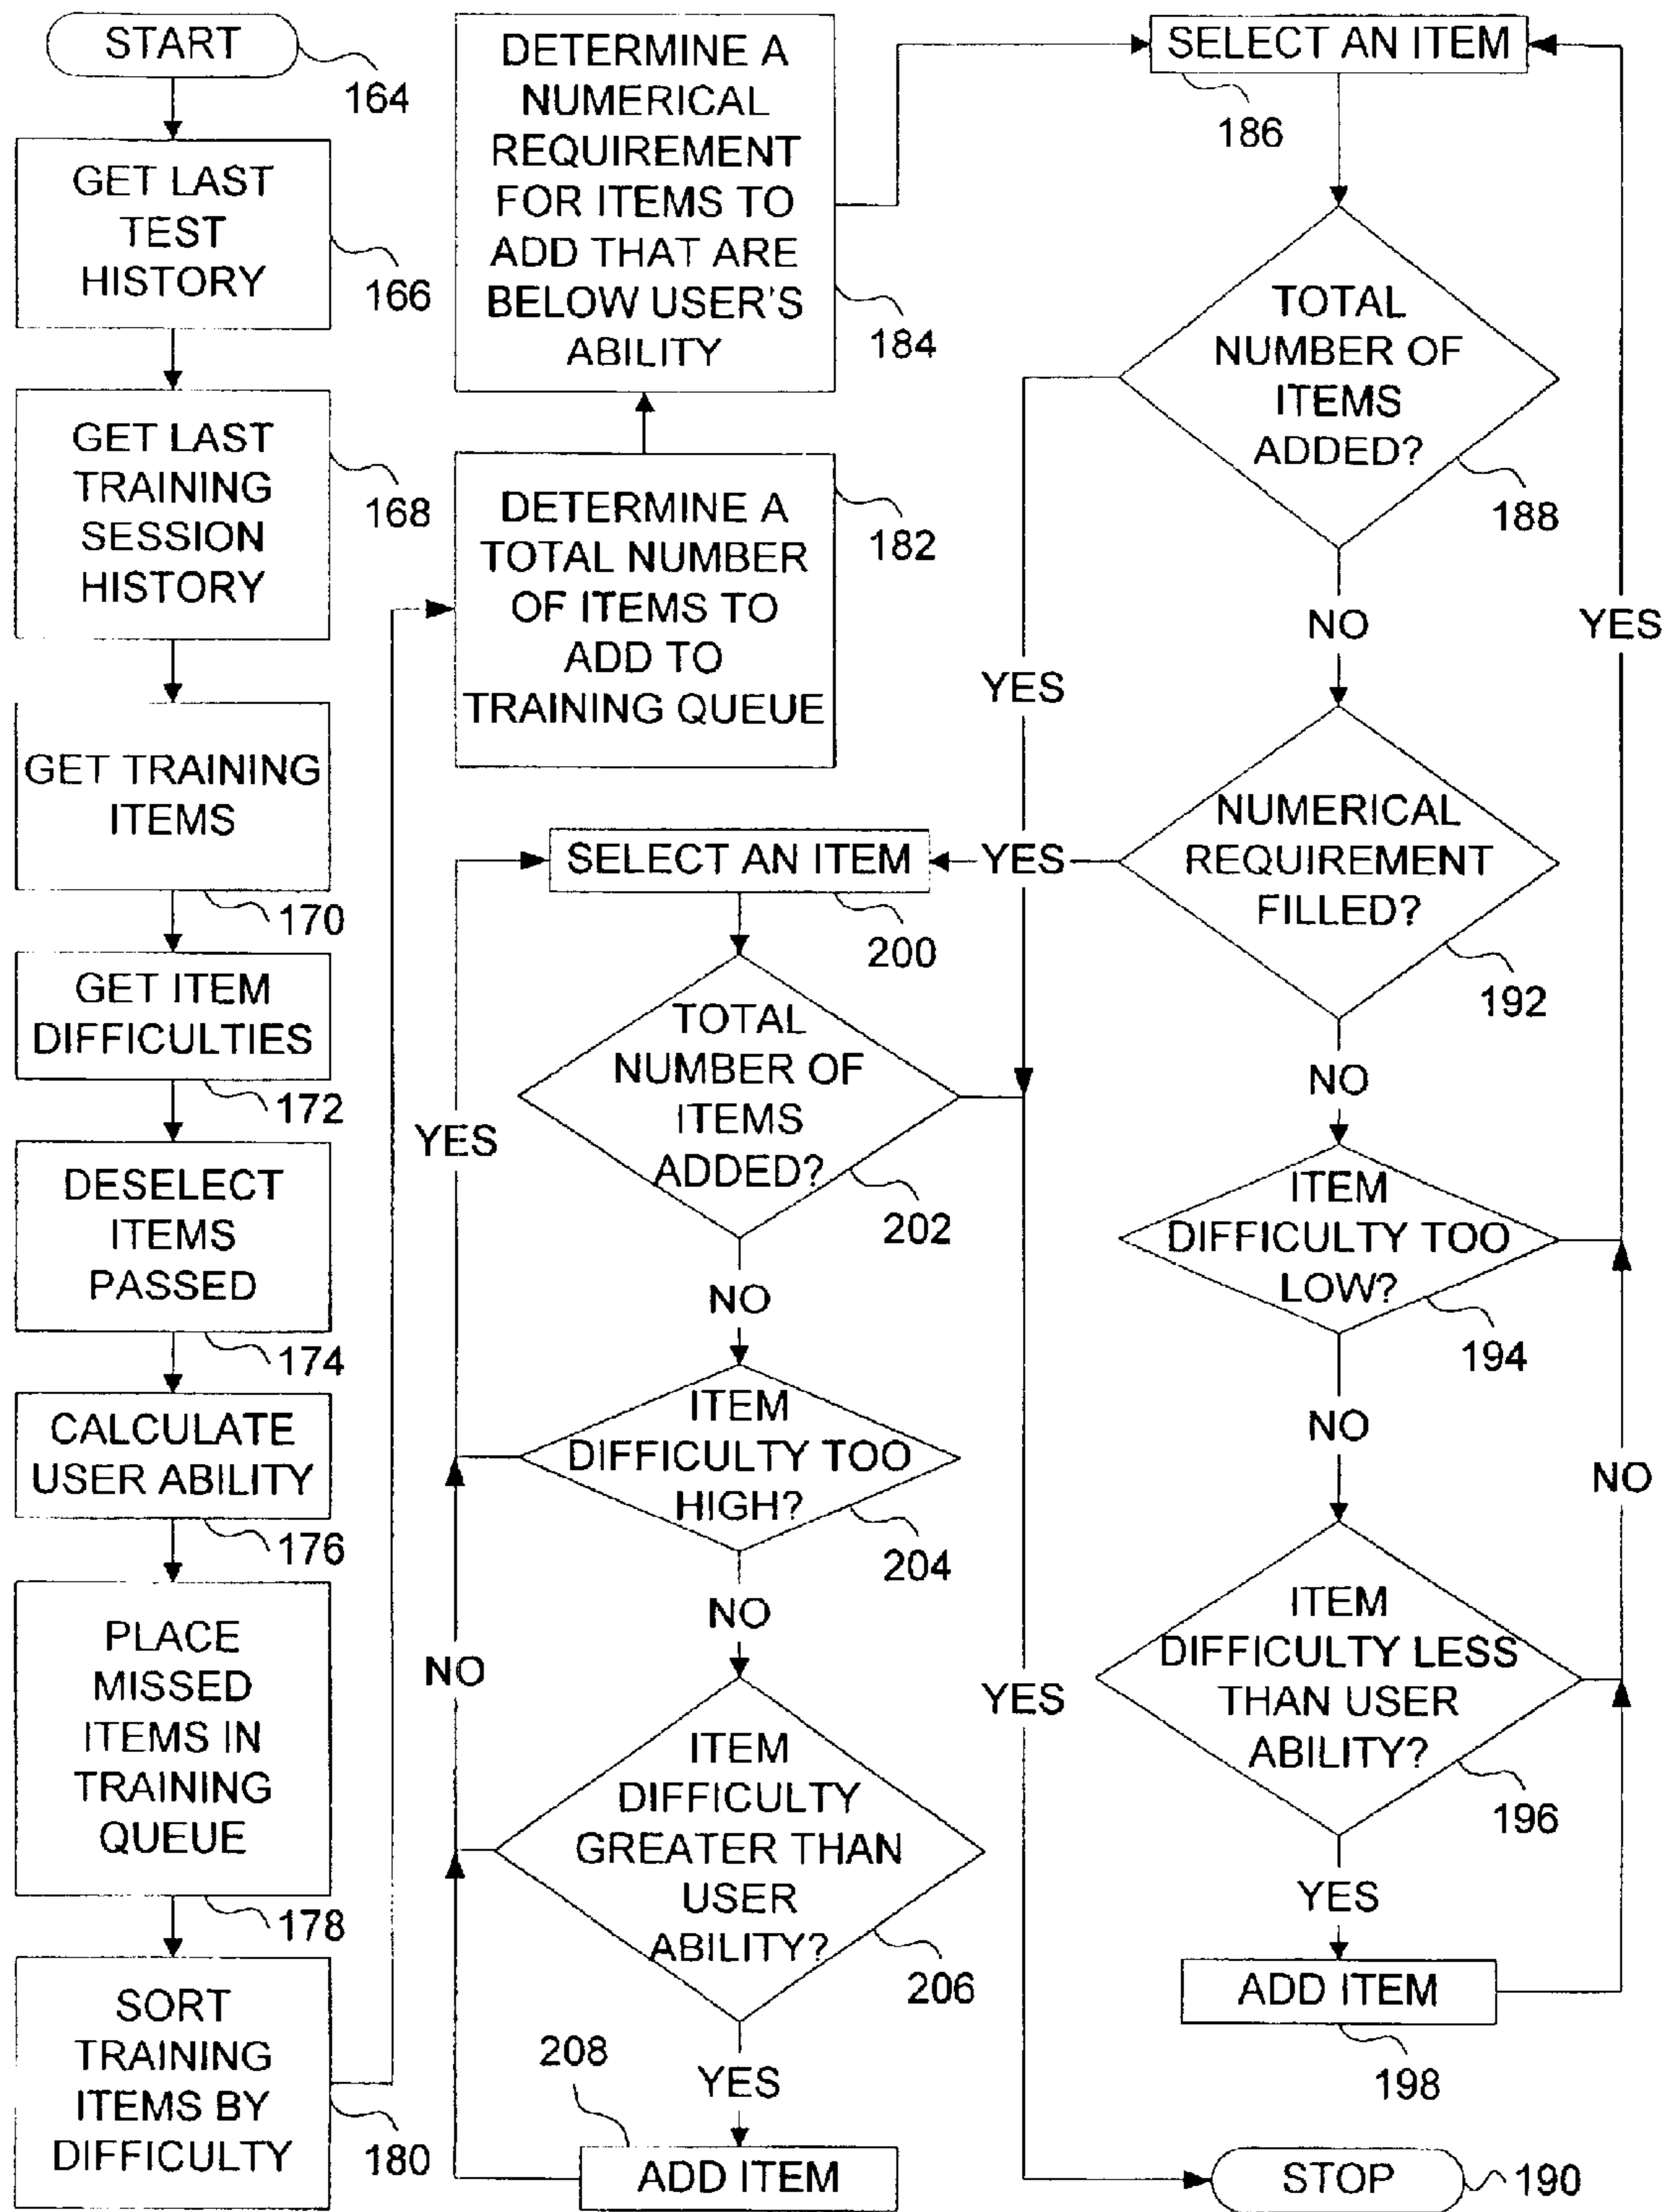 START
164
GET LAST
TEST
HISTORY
166
GET LAST
TRAINING
SESSION
HISTORY
168
GET TRAINING
ITEMS
170
GET ITEM
DIFFICULTIES
172
DESELECT
ITEMS
PASSED
174
CALCULATE
USER ABILITY
176
PLACE
MISSED
ITEMS IN
TRAINING
QUEUE
178
SORT
TRAINING
ITEMS BY
DIFFICULTY
180
DETERMINE A
TOTAL NUMBER
OF ITEMS TO
ADD TO
TRAINING QUEUE
182
DETERMINE A
NUMERICAL
REQUIREMENT
FOR ITEMS TO
ADD THAT ARE
BELOW USER'S
ABILITY
184
SELECT AN ITEM
186
TOTAL
NUMBER OF
ITEMS
ADDED?
188
YES
NO
NUMERICAL
REQUIREMENT
FILLED?
192
YES
NO
ITEM
DIFFICULTY TOO
LOW?
194
YES
NO
ITEM
DIFFICULTY LESS
THAN USER
ABILITY?
196
NO
YES
ADD ITEM
198
SELECT AN ITEM
200
TOTAL
NUMBER OF
ITEMS
ADDED?
202
YES
NO
ITEM
DIFFICULTY TOO
HIGH?
204
YES
NO
ITEM
DIFFICULTY
GREATER THAN
USER
ABILITY?
206
NO
YES
208
ADD ITEM
STOP
190